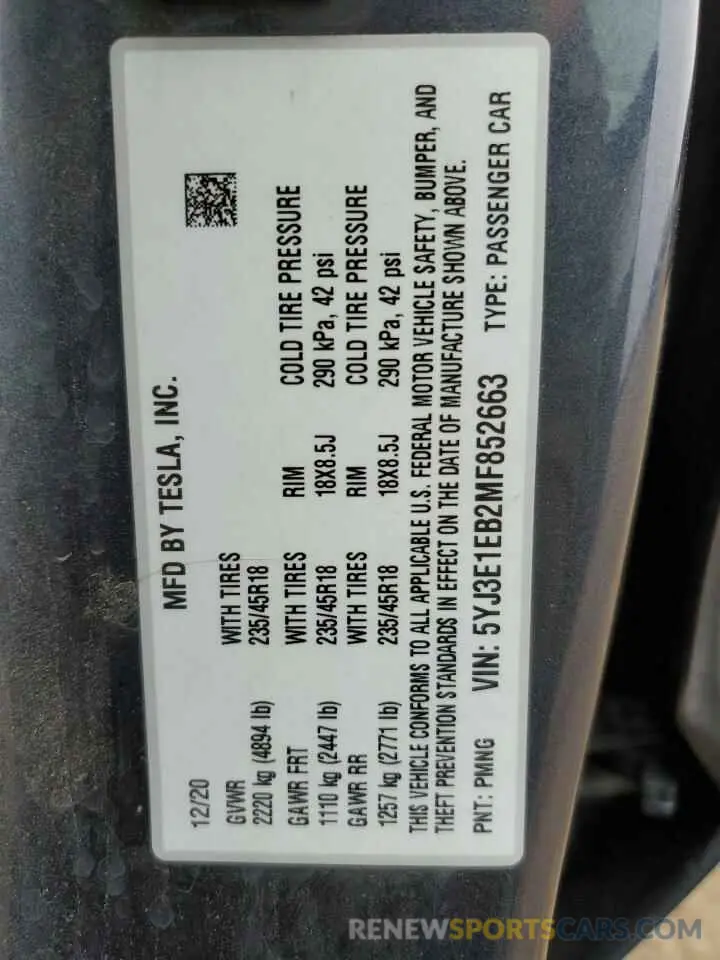 MFD BY TESLA, INC.
12/20
GVWR WITH TIRES
2220 kg (4894 lb) 235/45R18
GAWR FRT WITH TIRES RIM COLD TIRE PRESSURE
1110 kg (2447 lb) 235/45R18 18X8.5J 290 kPa, 42 psi
GAWR RR WITH TIRES RIM COLD TIRE PRESSURE
1257 kg (2771 lb) 235/45R18 18X8.5J 290 kPa, 42 psi
THIS VEHICLE CONFORMS TO ALL APPLICABLE U.S. FEDERAL MOTOR VEHICLE SAFETY, BUMPER, AND
THEFT PREVENTION STANDARDS IN EFFECT ON THE DATE OF MANUFACTURE SHOWN ABOVE.
PNT: PMNG VIN: 5YJ3E1EB2MF852663 TYPE: PASSENGER CAR
RENEWSPORTSCARS.COM